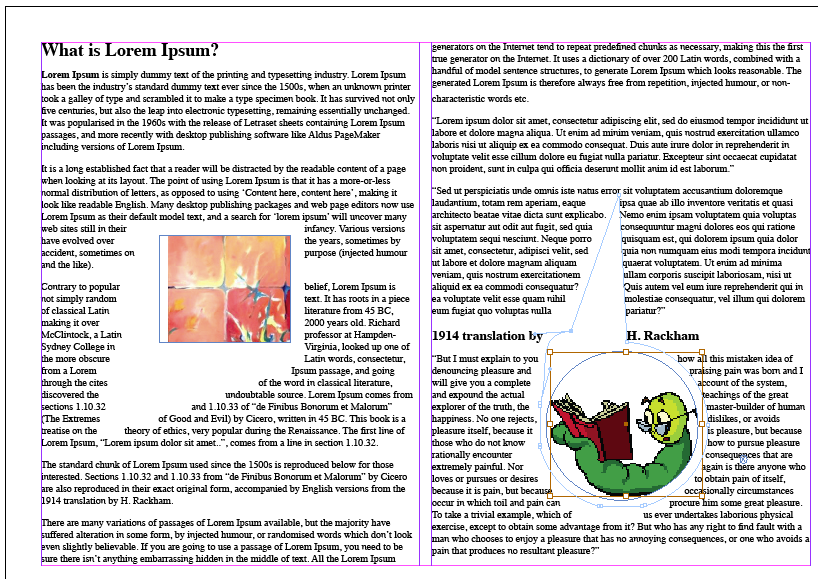 What is Lorem Ipsum?
Lorem Ipsum is simply dummy text of the printing and typesetting industry. Lorem Ipsum
has been the industry's standard dummy text ever since the 1500s, when an unknown printer
took a galley of type and scrambled it to make a type specimen book. It has survived not only
five centuries, but also the leap into electronic typesetting, remaining essentially unchanged.
It was popularised in the 1960s with the release of Letraset sheets containing Lorem Ipsum
passages, and more recently with desktop publishing software like Aldus PageMaker
including versions of Lorem Ipsum.
It is a long established fact that a reader will be distracted by the readable content of a page
when looking at its layout. The point of using Lorem Ipsum is that it has a more-or-less
normal distribution of letters, as opposed to using ‘Content here, content here’, making it
look like readable English. Many desktop publishing packages and web page editors now use
Lorem Ipsum as their default model text, and a search for ‘lorem ipsum’ will uncover many
web sites still in their infancy. Various versions
have evolved over the years, sometimes by
accident, sometimes on purpose (injected humour
and the like).
Contrary to popular belief, Lorem Ipsum is
not simply random text. It has roots in a piece
of classical Latin literature from 45 BC,
making it over 2000 years old. Richard
McClintock, a Latin professor at Hampden-
Sydney College in Virginia, looked up one of
the more obscure Latin words, consectetur,
from a Lorem Ipsum passage, and going
through the cites of the word in classical literature,
discovered the undoubtable source. Lorem Ipsum comes from
sections 1.10.32 and 1.10.33 of “de Finibus Bonorum et Malorum”
(The Extremes of Good and Evil) by Cicero, written in 45 BC. This book is a
treatise on the theory of ethics, very popular during the Renaissance. The first line of
Lorem Ipsum, “Lorem ipsum dolor sit amet..”, comes from a line in section 1.10.32.
The standard chunk of Lorem Ipsum used since the 1500s is reproduced below for those
interested. Sections 1.10.32 and 1.10.33 from “de Finibus Bonorum et Malorum” by Cicero
are also reproduced in their exact original form, accompanied by English versions from the
1914 translation by H. Rackham.
There are many variations of passages of Lorem Ipsum available, but the majority have
suffered alteration in some form, by injected humour, or randomised words which don’t look
even slightly believable. If you are going to use a passage of Lorem Ipsum, you need to be
sure there isn’t anything embarrassing hidden in the middle of text. All the Lorem Ipsum
generators on the Internet tend to repeat predefined chunks as necessary, making this the first
true generator on the Internet. It uses a dictionary of over 200 Latin words, combined with a
handful of model sentence structures, to generate Lorem Ipsum which looks reasonable. The
generated Lorem Ipsum is therefore always free from repetition, injected humour, or non-
characteristic words etc.
“Lorem ipsum dolor sit amet, consectetur adipiscing elit, sed do eiusmod tempor incididunt ut
labore et dolore magna aliqua. Ut enim ad minim veniam, quis nostrud exercitation ullamco
laboris nisi ut aliquip ex ea commodo consequat. Duis aute irure dolor in reprehenderit in
voluptate velit esse cillum dolore eu fugiat nulla pariatur. Excepteur sint occaecat cupidatat
non proident, sunt in culpa qui officia deserunt mollit anim id est laborum.”
“Sed ut perspiciatis unde omnis iste natus error sit voluptatem accusantium doloremque
laudantium, totam rem aperiam, eaque ipsa quae ab illo inventore veritatis et quasi
architecto beatae vitae dicta sunt explicabo. Nemo enim ipsam voluptatem quia voluptas
sit aspernatur aut odit aut fugit, sed quia consequuntur magni dolores eos qui ratione
voluptatem sequi nesciunt. Neque porro quisquam est, qui dolorem ipsum quia dolor
sit amet, consectetur, adipisci velit, sed quia non numquam eius modi tempora incidunt
ut labore et dolore magnam aliquam quaerat voluptatem. Ut enim ad minima
veniam, quis nostrum exercitationem ullam corporis suscipit laboriosam, nisi ut
aliquid ex ea commodi consequatur? Quis autem vel eum iure reprehenderit qui in
ea voluptate velit esse quam nihil molestiae consequatur, vel illum qui dolorem
eum fugiat quo voluptas nulla pariatur?”
1914 translation by H. Rackham
“But I must explain to you how all this mistaken idea of
denouncing pleasure and praising pain was born and I
will give you a complete account of the system,
and expound the actual teachings of the great
explorer of the truth, the master-builder of human
happiness. No one rejects, dislikes, or avoids
pleasure itself, because it is pleasure, but because
those who do not know how to pursue pleasure
rationally encounter consequences that are
extremely painful. Nor again is there anyone who
loves or pursues or desires to obtain pain of itself,
because it is pain, but because occasionally circumstances
occur in which toil and pain can procure him some great pleasure.
To take a trivial example, which of us ever undertakes laborious physical
exercise, except to obtain some advantage from it? But who has any right to find fault with a
man who chooses to enjoy a pleasure that has no annoying consequences, or one who avoids a
pain that produces no resultant pleasure?”